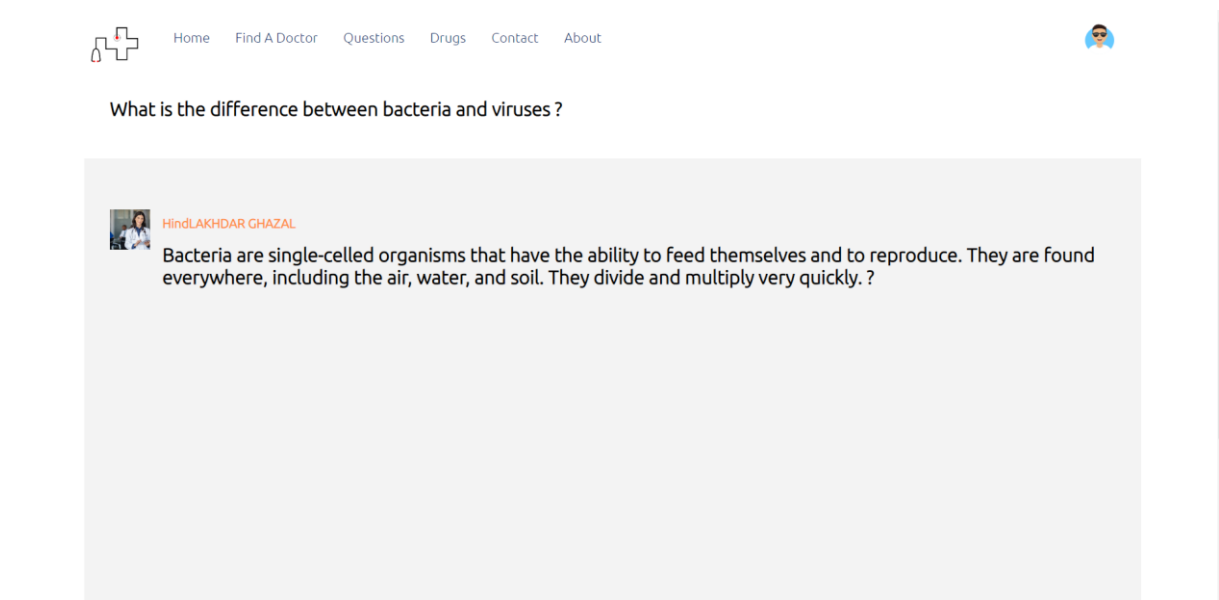 Home Find A Doctor Questions Drugs Contact About
What is the difference between bacteria and viruses ?
HindLAKHDAR GHAZAL
Bacteria are single-celled organisms that have the ability to feed themselves and to reproduce. They are found
everywhere, including the air, water, and soil. They divide and multiply very quickly. ?